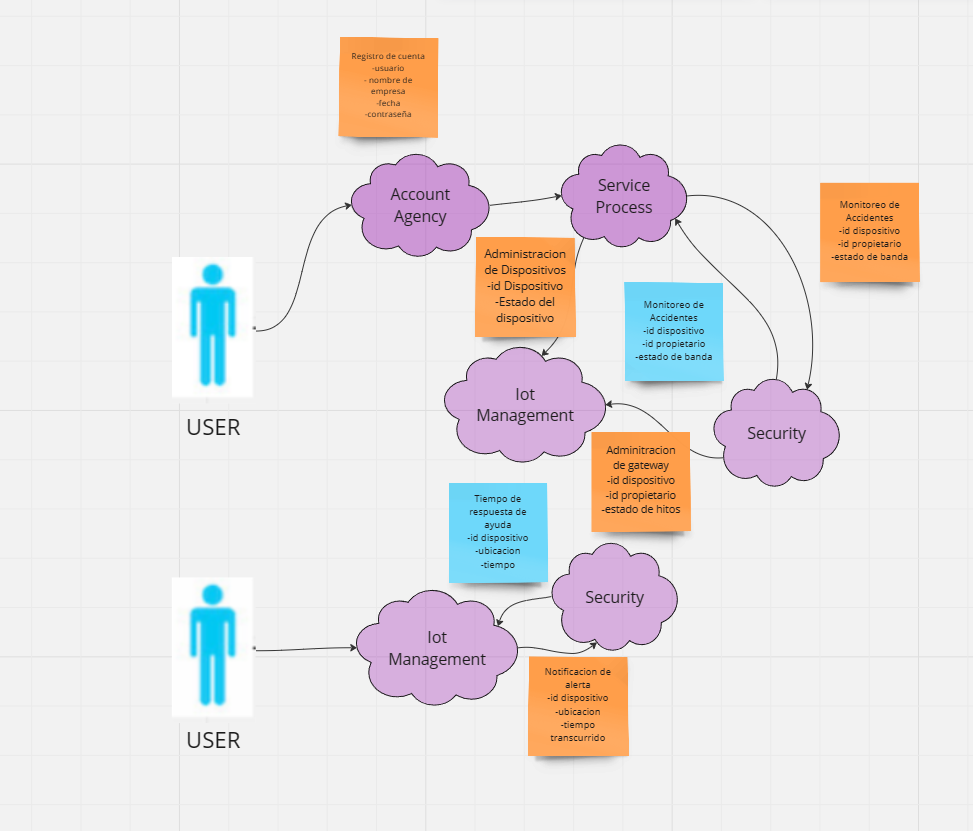 Registro de cuenta
-usuario
- nombre de
empresa
-fecha
-contraseña
Account
Agency
Service
Process
Monitoreo de
Accidentes
-id dispositivo
-id propietario
-estado de banda
Administracion
de Dispositivos
-id Dispositivo
-Estado del
dispositivo
Monitoreo de
Accidentes
-id dispositivo
-id propietario
-estado de banda
USER
Iot
Management
Security
Adminitracion
de gateway
-id dispositivo
-id propietario
-estado de hitos
Tiempo de
respuesta de
ayuda
-id dispositivo
-ubicacion
-tiempo
Security
Iot
Management
Notificacion de
alerta
-id dispositivo
-ubicacion
-tiempo
transcurrido
USER